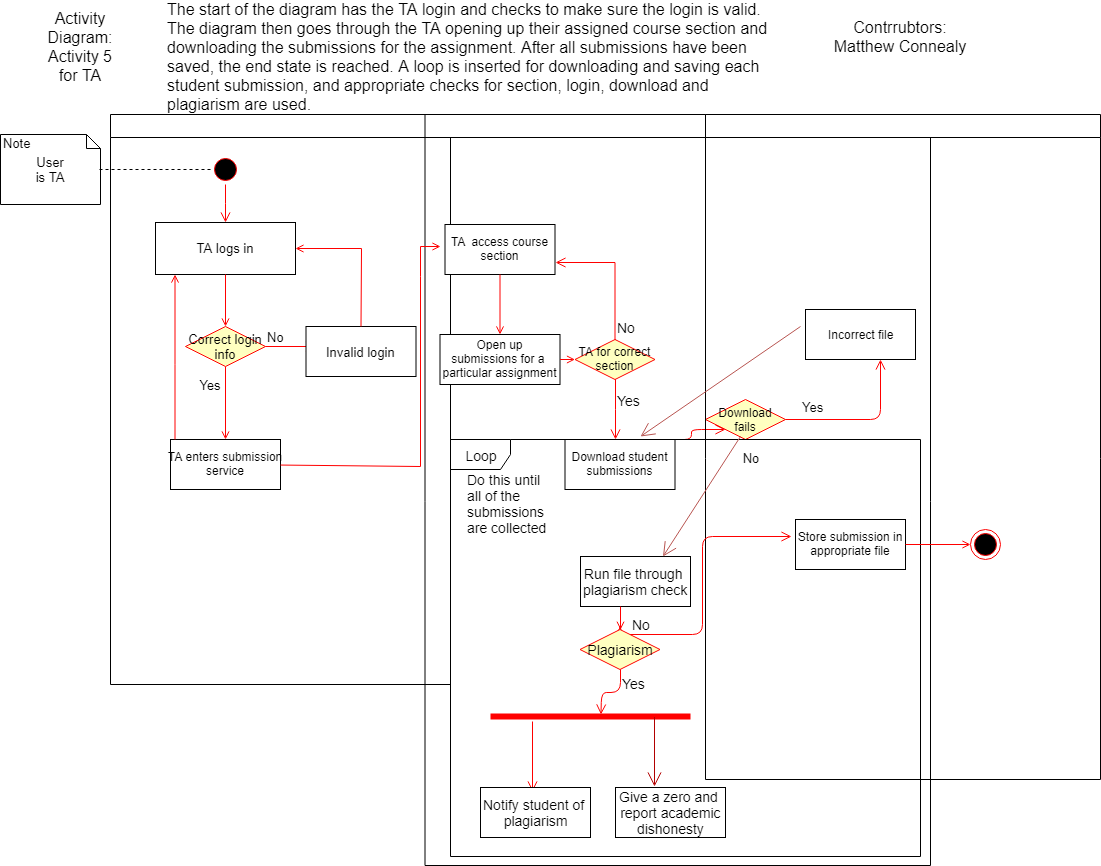 Activity
Diagram:
Activity 5
for TA
The start of the diagram has the TA login and checks to make sure the login is valid.
The diagram then goes through the TA opening up their assigned course section and
downloading the submissions for the assignment. After all submissions have been
saved, the end state is reached. A loop is inserted for downloading and saving each
student submission, and appropriate checks for section, login, download and
plagiarism are used.
Contrrubtors:
Matthew Connealy
Note
User
is TA
TA logs in
Correct login
info
No
Invalid login
Yes
TA enters submission
service
TA access course
section
Open up
submissions for a
particular assignment
TA for correct
section
No
Yes
Incorrect file
Download
fails
Yes
No
Loop
Do this until
all of the
submissions
are collected
Download student
submissions
Run file through
plagiarism check
Store submission in
appropriate file
No
Plagiarism
Yes
Notify student of
plagiarism
Give a zero and
report academic
dishonesty